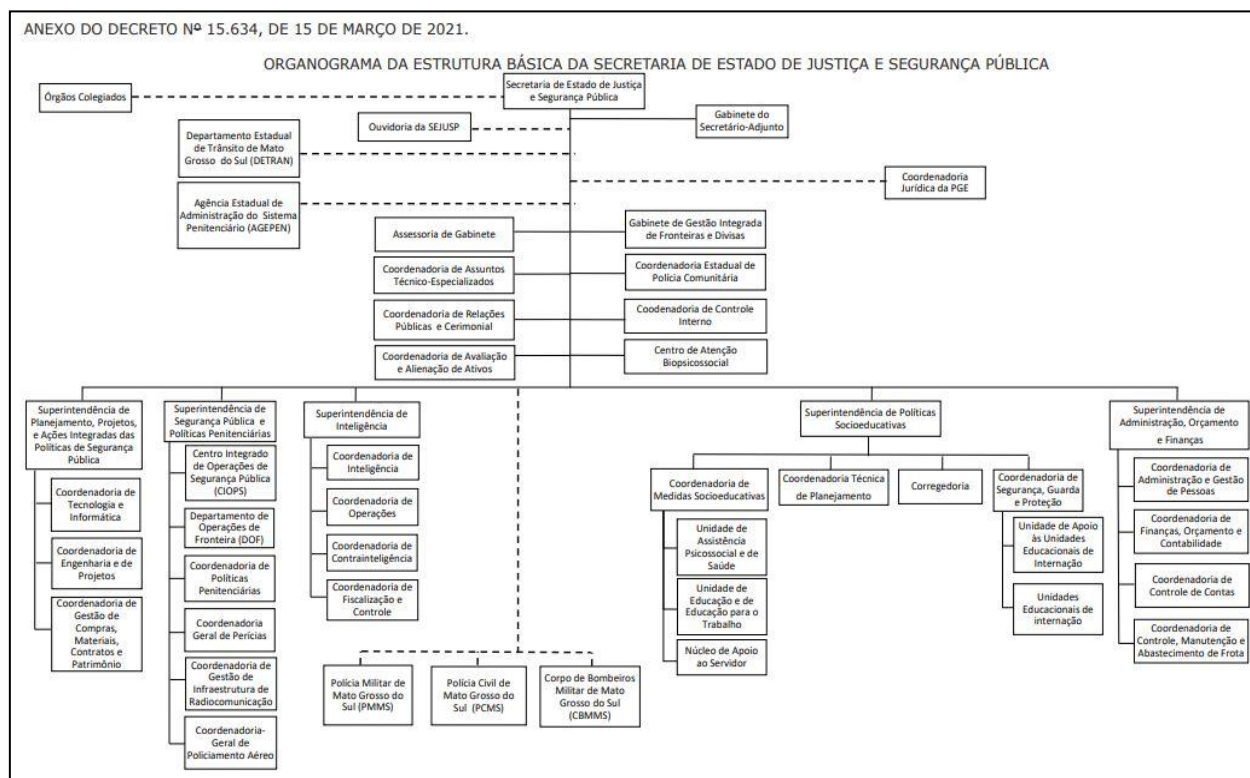 ANEXO DO DECRETO Nº 15.634, DE 15 DE MARÇO DE 2021.
ORGANOGRAMA DA ESTRUTURA BÁSICA DA SECRETARIA DE ESTADO DE JUSTIÇA E SEGURANÇA PÚBLICA
Secretaria de Estado de Justiça
e Segurança Pública
Órgãos Colegiados
Ouvidoria da SEJUSP
Gabinete do
Secretário-Adjunto
Departamento Estadual
de Trânsito de Mato
Grosso do Sul (DETRAN)
Coordenadoria
Jurídica da PGE
Agência Estadual de
Administração do Sistema
Penitenciário (AGEPEN)
Assessoria de Gabinete
Gabinete de Gestão Integrada
de Fronteiras e Divisas
Coordenadoria de Assuntos
Técnico-Especializados
Coordenadoria Estadual de
Polícia Comunitária
Coordenadoria de Relações
Públicas e Cerimonial
Coodenadoria de Controle
Interno
Coordenadoria de Avaliação
e Alienação de Ativos
Centro de Atenção
Biopsicossocial
Superintendência de
Planejamento, Projetos,
e Ações Integradas das
Políticas de Segurança
Pública
Coordenadoria de
Tecnologia e
Informática
Coordenadoria de
Engenharia e de
Projetos
Coordenadoria de
Gestão de
Compras,
Materiais,
Contratos e
Patrimônio
Superintendência de
Segurança Pública e
Políticas Penitenciárias
Centro Integrado
de Operações de
Segurança Pública
(CIOPS)
Departamento de
Operações de
Fronteira (DOF)
Coordenadoria de
Políticas
Penitenciárias
Coordenadoria
Geral de Perícias
Coordenadoria de
Gestão de
Infraestrutura de
Radiocomunicação
Coordenadoria-
Geral de
Policiamento Aéreo
Superintendência de
Inteligência
Coordenadoria de
Inteligência
Coordenadoria de
Operações
Coordenadoria de
Contrainteligência
Coordenadoria de
Fiscalização e
Controle
Polícia Militar de
Mato Grosso do
Sul (PMMS)
Polícia Civil de
Mato Grosso do
Sul (PCMS)
Corpo de Bombeiros
Militar de Mato
Grosso do Sul
(CBMMS)
Superintendência de Políticas
Socioeducativas
Coordenadoria de
Medidas Socioeducativas
Unidade de
Assistência
Psicossocial e de
Saúde
Unidade de
Educação e de
Educação para o
Trabalho
Núcleo de Apoio
ao Servidor
Coordenadoria Técnica
de Planejamento
Corregedoria
Coordenadoria de
Segurança, Guarda
e Proteção
Unidade de Apoio
às Unidades
Educacionais de
Internação
Unidades
Educacionais de
internação
Superintendência de
Administração, Orçamento
e Finanças
Coordenadoria de
Administração e Gestão
de Pessoas
Coordenadoria de
Finanças, Orçamento e
Contabilidade
Coordenadoria de
Controle de Contas
Coordenadoria de
Controle, Manutenção e
Abastecimento de Frota